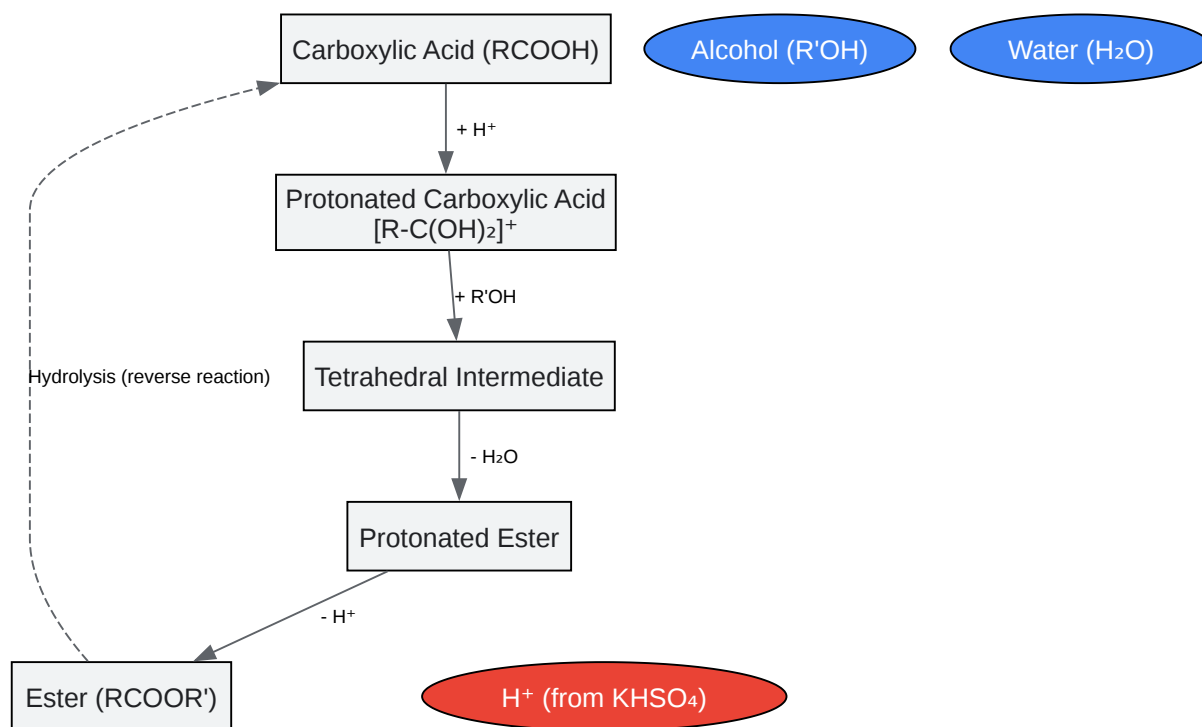 Carboxylic Acid (RCOOH)
Alcohol (R'OH)
Water (H₂O)
+ H⁺
Protonated Carboxylic Acid
[R-C(OH)₂]⁺
+ R'OH
Hydrolysis (reverse reaction)
Tetrahedral Intermediate
- H₂O
Protonated Ester
- H⁺
Ester (RCOOR')
H⁺ (from KHSO₄)